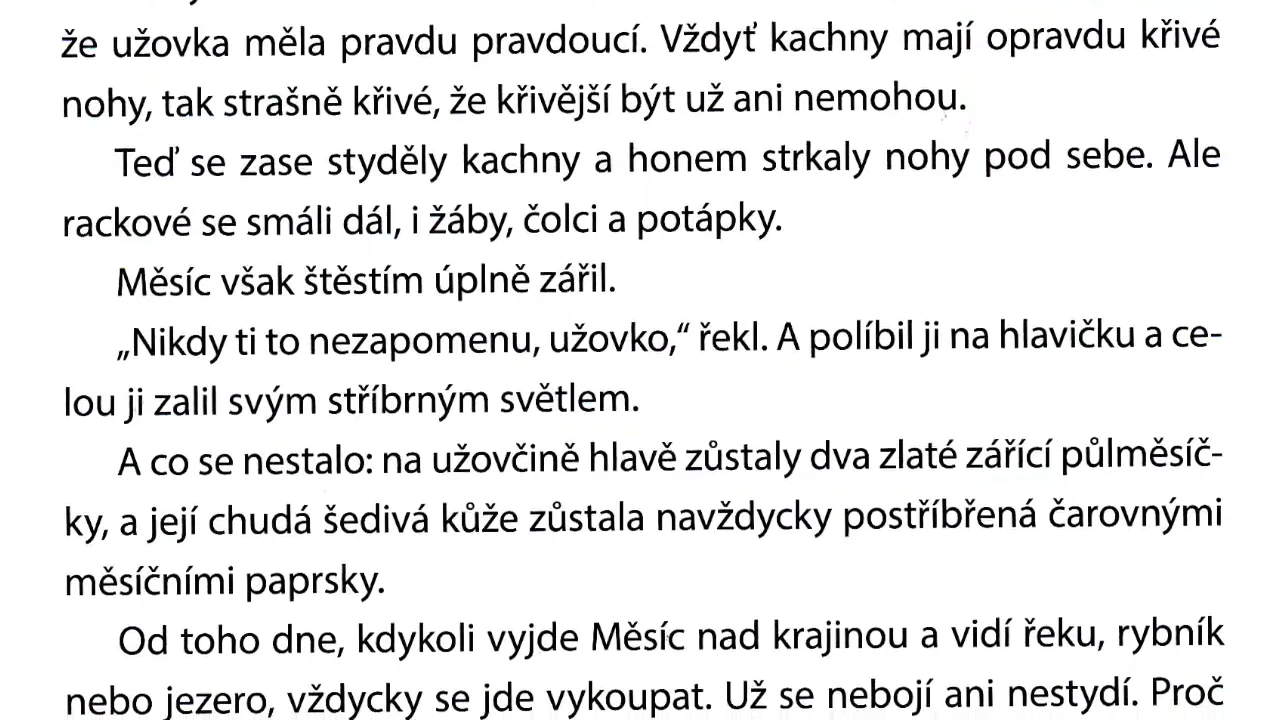 že užovka měla pravdu pravdoucí. Vždyť kachny mají opravdu křivé
nohy, tak strašně křivé, že křivější být už ani nemohou.
Teď se zase styděly kachny a honem strkaly nohy pod sebe. Ale
rackové se smáli dál, i žáby, čolci a potápky.
Měsíc však štěstím úplně zářil.
„Nikdy ti to nezapomenu, užovko,“ řekl. A políbil ji na hlavičku a ce-
lou ji zalil svým stříbrným světlem.
A co se nestalo: na užovčině hlavě zůstaly dva zlaté zářící půlměsíč-
ky, a její chudá šedivá kůže zůstala navždycky postříbřená čarovnými
měsíčními paprsky.
Od toho dne, kdykoli vyjde Měsíc nad krajinou a vidí řeku, rybník
nebo jezero, vždycky se jde vykoupat. Už se nebojí ani nestydí. Proč